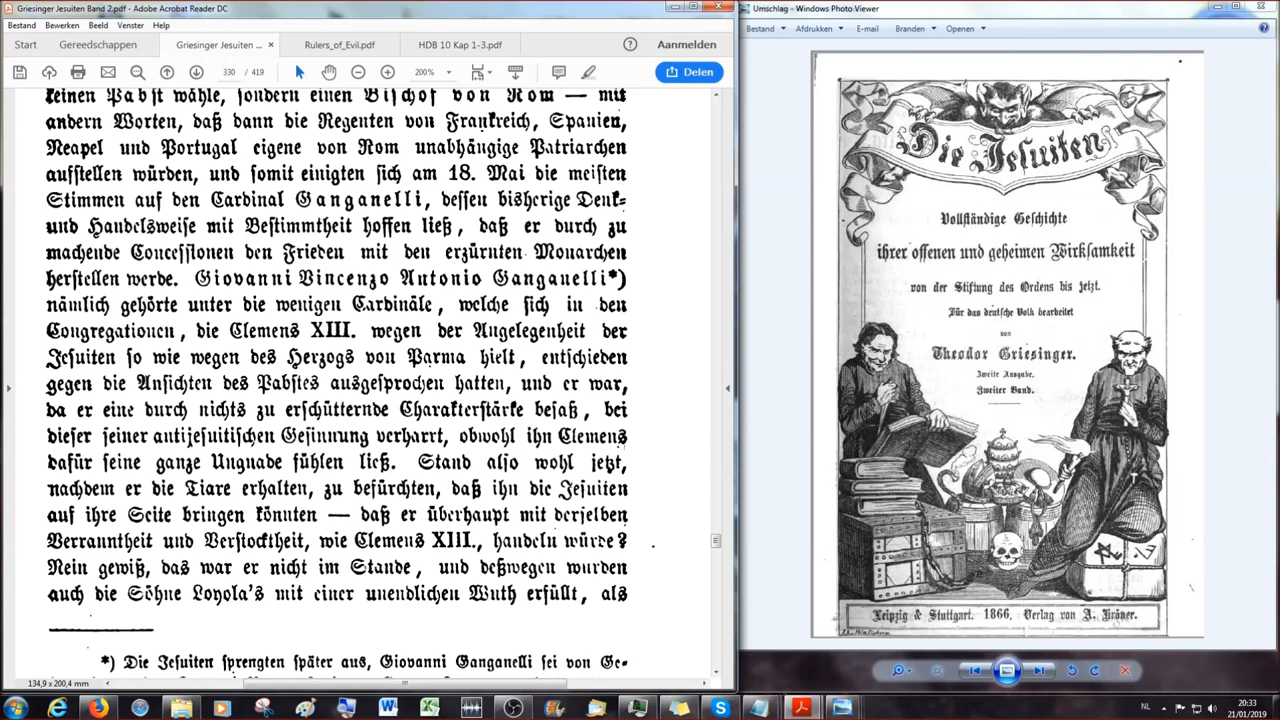 Griesinger Jesuiten Band 2.pdf - Adobe Acrobat Reader DC
Bestand Bewerken Beeld Venster Help
Start Gereedschappen Griesinger Jesuiten ... × Rulers_of_Evil.pdf HDB 10 Kap 1-3.pdf Aanmelden
330 / 419 200% Delen
keinen Pabst wähle, sondern einen Bischof von Rom — mit
andern Worten, daß dann die Regenten von Frankreich, Spanien,
Neapel und Portugal eigene von Rom unabhängige Patriarchen
aufstellen würden, und somit einigten sich am 18. Mai die meisten
Stimmen auf den Cardinal Ganganelli, dessen bisherige Denk-
und Handelsweise mit Bestimmtheit hoffen ließ, daß er durch zu
machende Concessionen den Frieden mit den erzürnten Monarchen
herstellen werde. Giovanni Vincenzo Antonio Ganganelli*)
nämlich gehörte unter die wenigen Cardinäle, welche sich in den
Congregationen, die Clemens XIII. wegen der Angelegenheit der
Jesuiten so wie wegen des Herzogs von Parma hielt, entschieden
gegen die Ansichten des Pabstes ausgesprochen hatten, und er war,
da er eine durch nichts zu erschütternde Charakterstärke besaß, bei
dieser seiner antijesuitischen Gesinnung verharrt, obwohl ihn Clemens
dafür seine ganze Ungnade fühlen ließ. Stand also wohl jetzt,
nachdem er die Tiare erhalten, zu befürchten, daß ihn die Jesuiten
auf ihre Seite bringen könnten — daß er überhaupt mit derselben
Verranntheit und Verstocktheit, wie Clemens XIII., handeln würde?
Nein gewiß, das war er nicht im Stande, und deßwegen wurden
auch die Söhne Loyola's mit einer unendlichen Wuth erfüllt, als
*) Die Jesuiten sprengten später aus, Giovanni Ganganelli sei von Ge-
134,9 x 200,4 mm
Umschlag - Windows Photo Viewer
Bestand Afdrukken E-mail Branden Openen
Die Jesuiten
Vollständige Geschichte
ihrer offenen und geheimen Wirksamkeit
von der Stiftung des Ordens bis jetzt.
Für das deutsche Volk bearbeitet
von
Theodor Griesinger.
Zweite Ausgabe.
Zweiter Band.
Leipzig & Stuttgart. 1866. Verlag von A. Kröner.
NL 20:33
21/01/2019